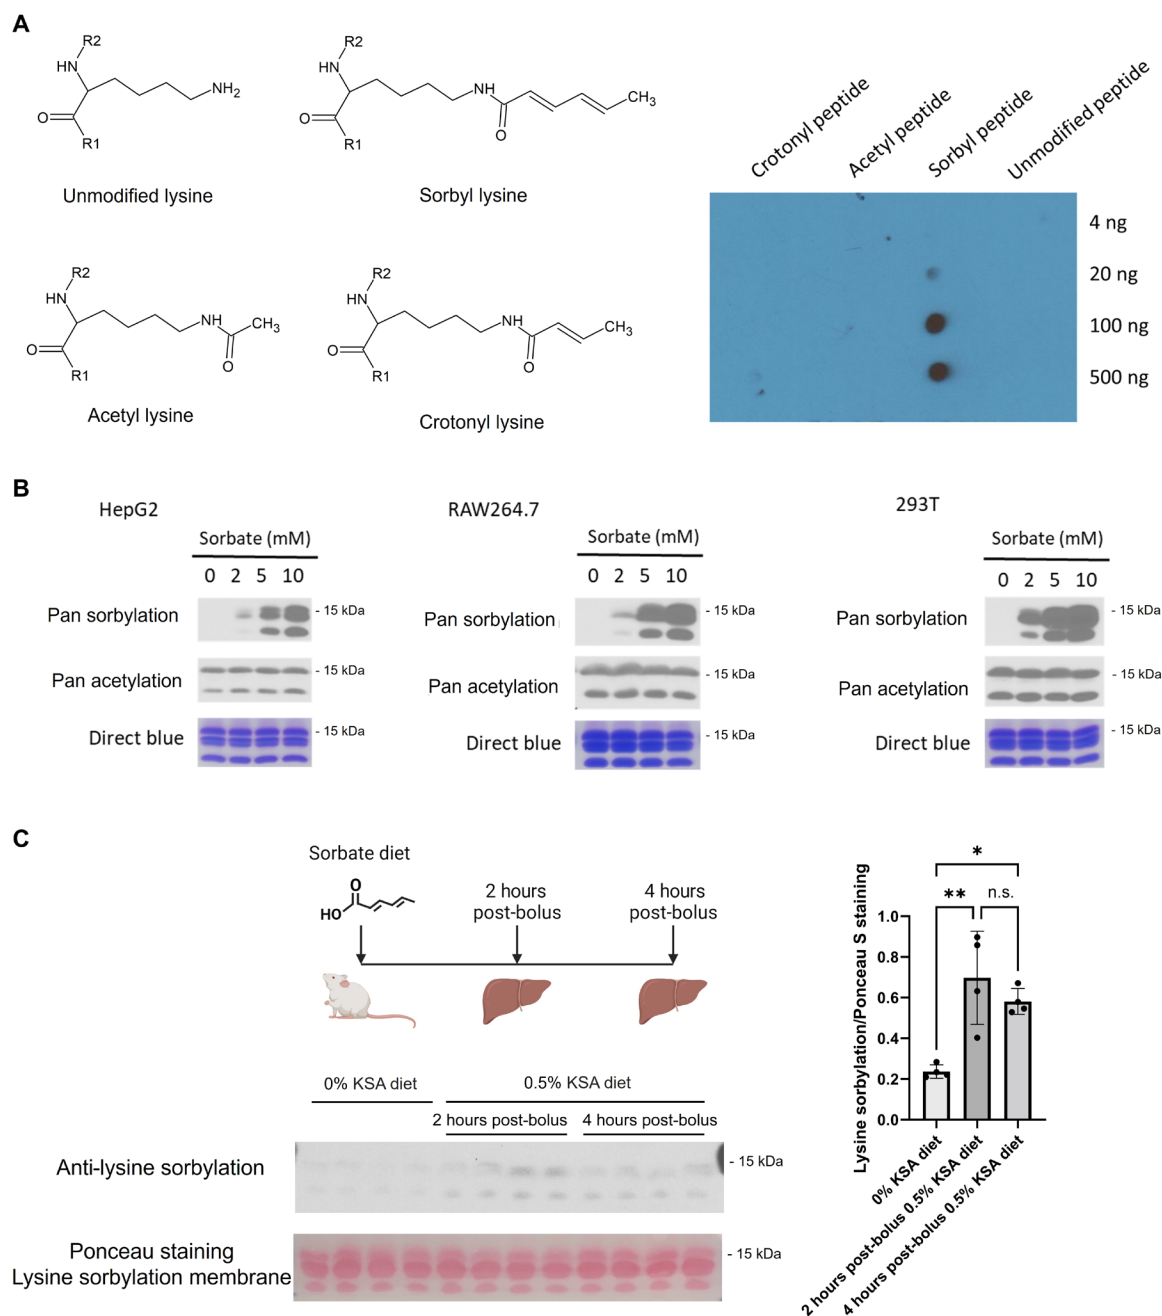 A
R2
HN
NH2
O
R1
Unmodified lysine
R2
HN
NH
CH3
O
O
R1
Sorbyl lysine
R2
HN
NH
CH3
O
O
R1
Acetyl lysine
R2
HN
NH
CH3
O
O
R1
Crotonyl lysine
Crotonyl peptide
Acetyl peptide
Sorbyl peptide
Unmodified peptide
4 ng
20 ng
100 ng
500 ng
B
HepG2
Sorbate (mM)
0 2 5 10
Pan sorbylation
- 15 kDa
Pan acetylation
- 15 kDa
Direct blue
- 15 kDa
RAW264.7
Sorbate (mM)
0 2 5 10
Pan sorbylation
- 15 kDa
Pan acetylation
- 15 kDa
Direct blue
- 15 kDa
293T
Sorbate (mM)
0 2 5 10
Pan sorbylation
- 15 kDa
Pan acetylation
- 15 kDa
Direct blue
- 15 kDa
C
Sorbate diet
O
HO
2 hours
post-bolus
4 hours
post-bolus
0% KSA diet
0.5% KSA diet
2 hours post-bolus
4 hours post-bolus
Anti-lysine sorbylation
- 15 kDa
Ponceau staining
Lysine sorbylation membrane
- 15 kDa
Lysine sorbylation/Ponceau S staining
*
**
n.s.
1.0
0.8
0.6
0.4
0.2
0.0
0% KSA diet
2 hours post-bolus 0.5% KSA diet
4 hours post-bolus 0.5% KSA diet